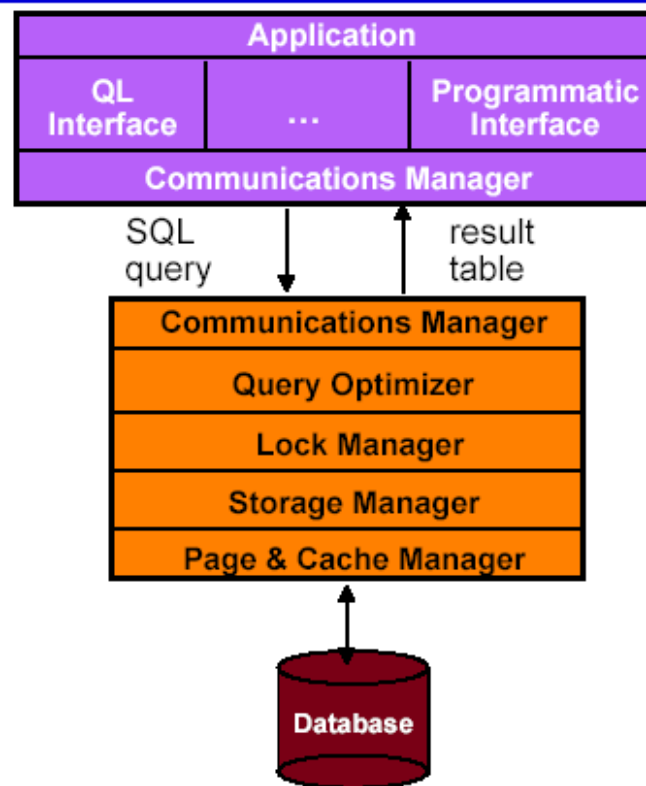 Application
QL
Interface
...
Programmatic
Interface
Communications Manager
SQL
query
result
table
Communications Manager
Query Optimizer
Lock Manager
Storage Manager
Page & Cache Manager
Database